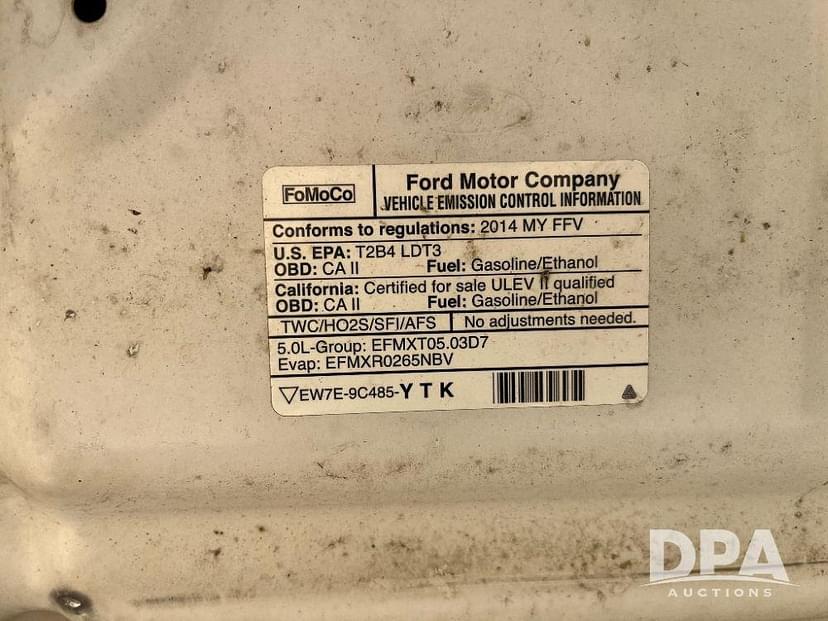 FoMoCo
Ford Motor Company
VEHICLE EMISSION CONTROL INFORMATION
Conforms to regulations: 2014 MY FFV
U.S. EPA: T2B4 LDT3
OBD: CA II Fuel: Gasoline/Ethanol
California: Certified for sale ULEV II qualified
OBD: CA II Fuel: Gasoline/Ethanol
TWC/HO2S/SFI/AFS No adjustments needed.
5.0L-Group: EFMXT05.03D7
Evap: EFMXR0265NBV
EW7E-9C485-YTK
DPA
AUCTIONS